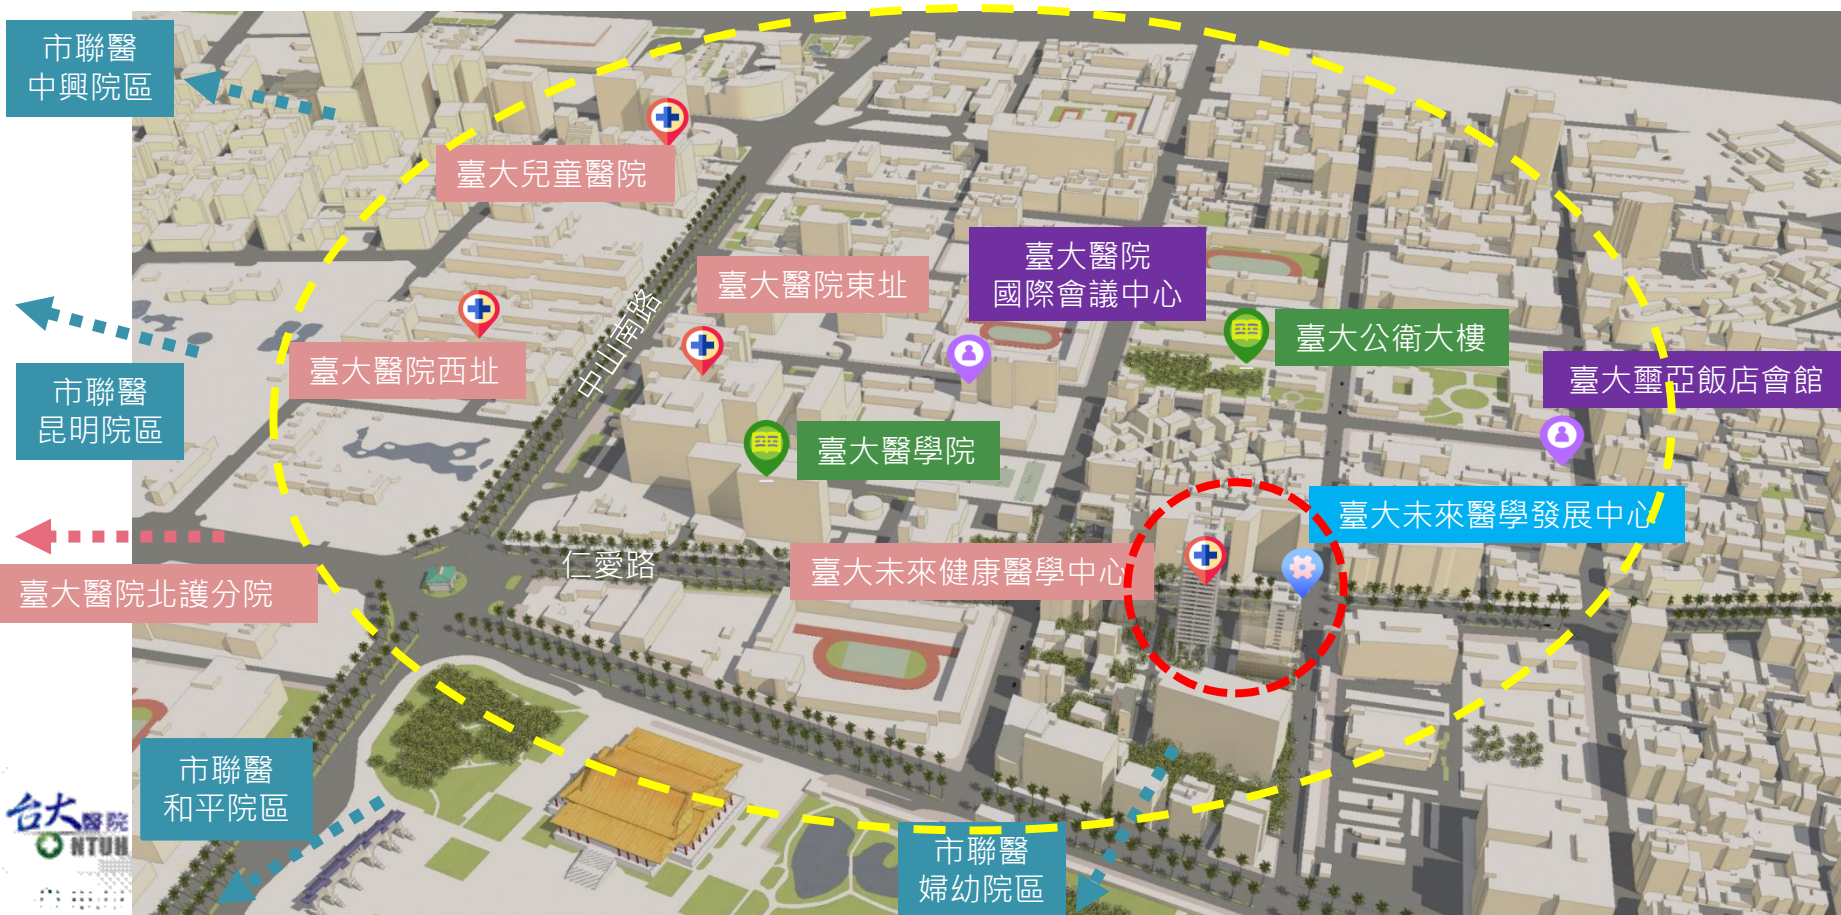 市聯醫
中興院區
臺大兒童醫院
臺大醫院
國際會議中心
臺大醫院東址
中山南路
臺大公衛大樓
臺大醫院西址
臺大璽亞飯店會館
市聯醫
昆明院區
臺大醫學院
臺大未來醫學發展中心
仁愛路
臺大未來健康醫學中心
臺大醫院北護分院
市聯醫
和平院區
台大醫院
NTUH
市聯醫
婦幼院區